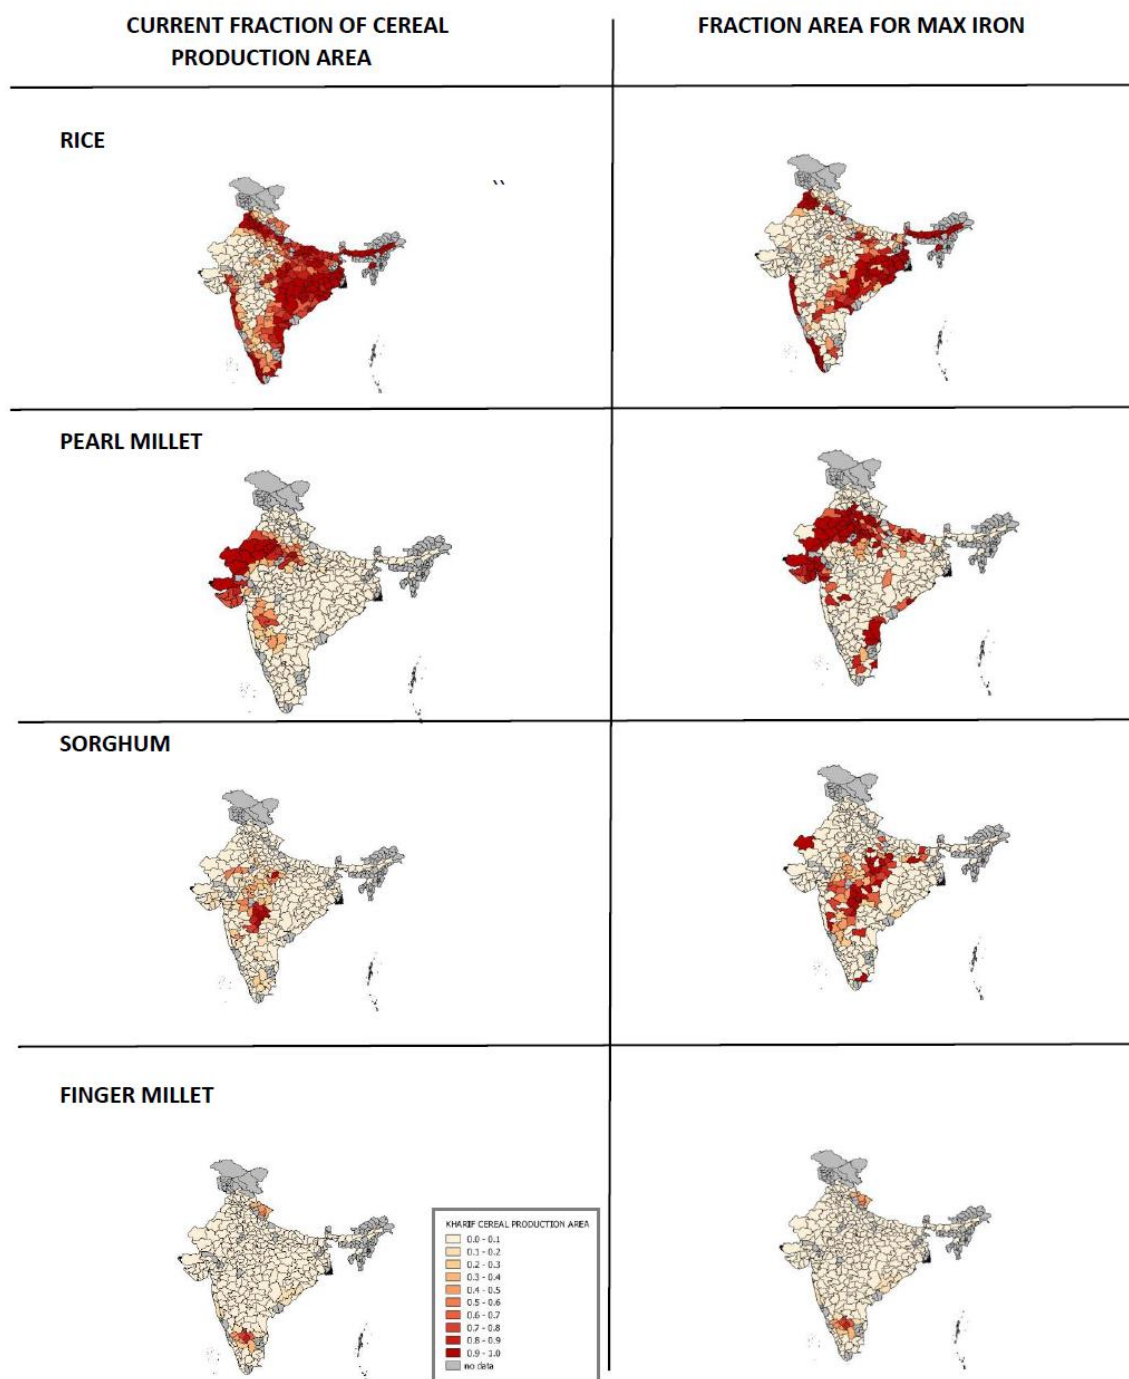 CURRENT FRACTION OF CEREAL
PRODUCTION AREA
FRACTION AREA FOR MAX IRON
RICE
PEARL MILLET
SORGHUM
FINGER MILLET
KHARIF CEREAL PRODUCTION AREA
0.0 - 0.1
0.1 - 0.2
0.2 - 0.3
0.3 - 0.4
0.4 - 0.5
0.5 - 0.6
0.6 - 0.7
0.7 - 0.8
0.8 - 0.9
0.9 - 1.0
no data